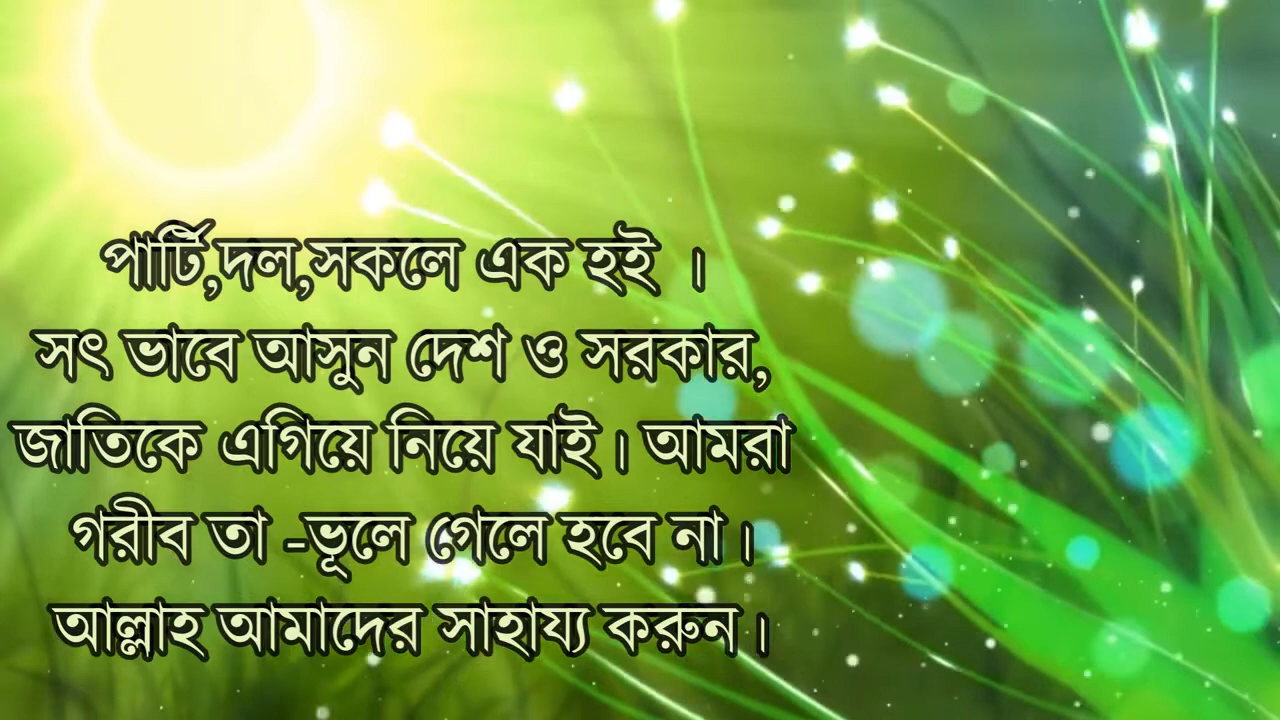 পার্টি,দল,সকলে এক হই ।
সৎ ভাবে আসুন দেশ ও সরকার,
জাতিকে এগিয়ে নিয়ে যাই। আমরা
গরীব তা -ভূলে গেলে হবে না।
আল্লাহ আমাদের সাহায্য করুন।